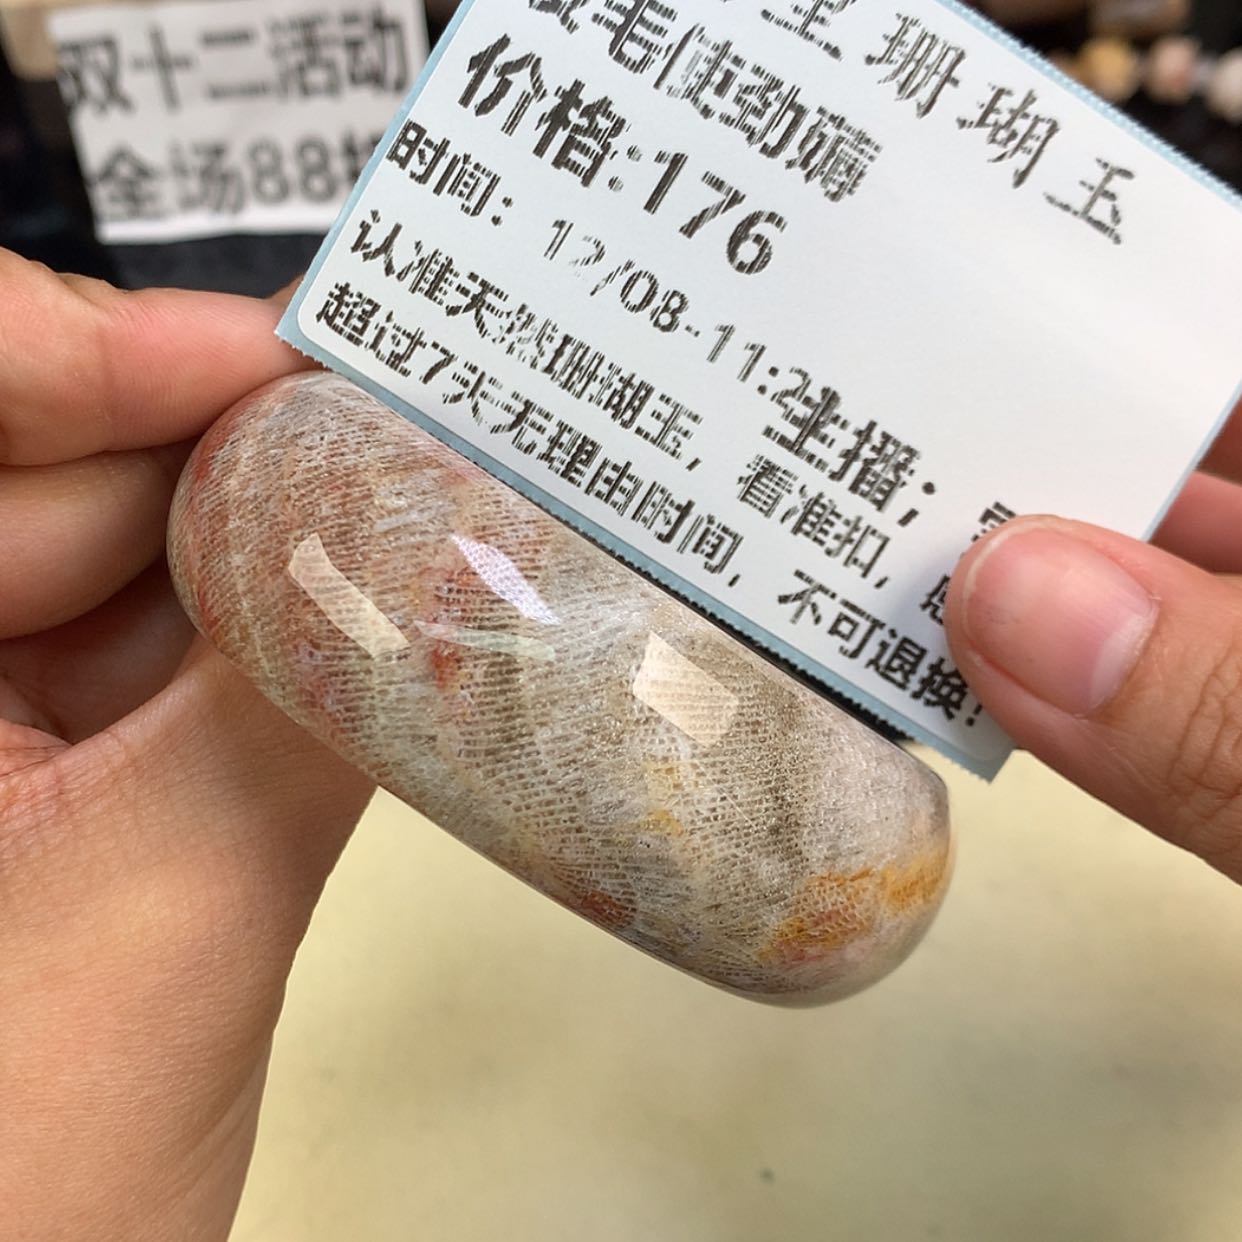 双十二活动
全场88折
珊瑚玉
价格:176
时间: 12/08-11:2
坐播;
认准天然珊瑚玉, 看准扣,
超过7天无理由时间, 不可退换!